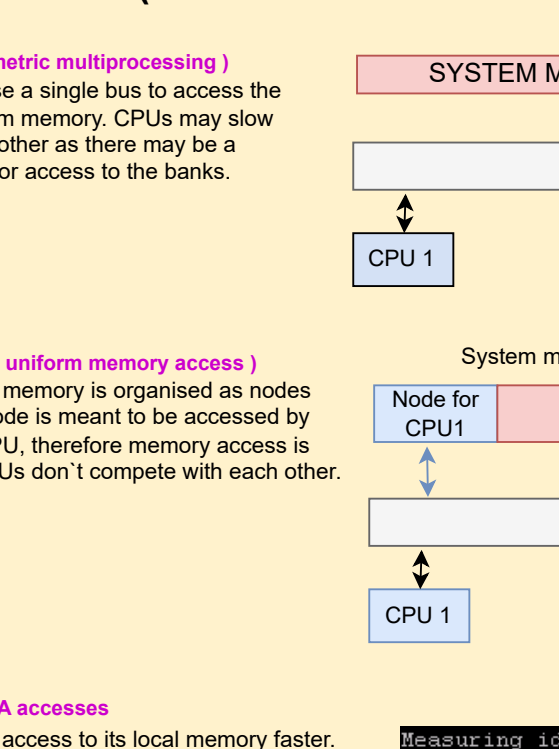 metric multiprocessing )
se a single bus to access the
m memory. CPUs may slow
other as there may be a
or access to the banks.
SYSTEM M
CPU 1
uniform memory access )
memory is organised as nodes
ode is meant to be accessed by
PU, therefore memory access is
Us don`t compete with each other.
System m
Node for
CPU1
CPU 1
A accesses
access to its local memory faster.
Measuring id